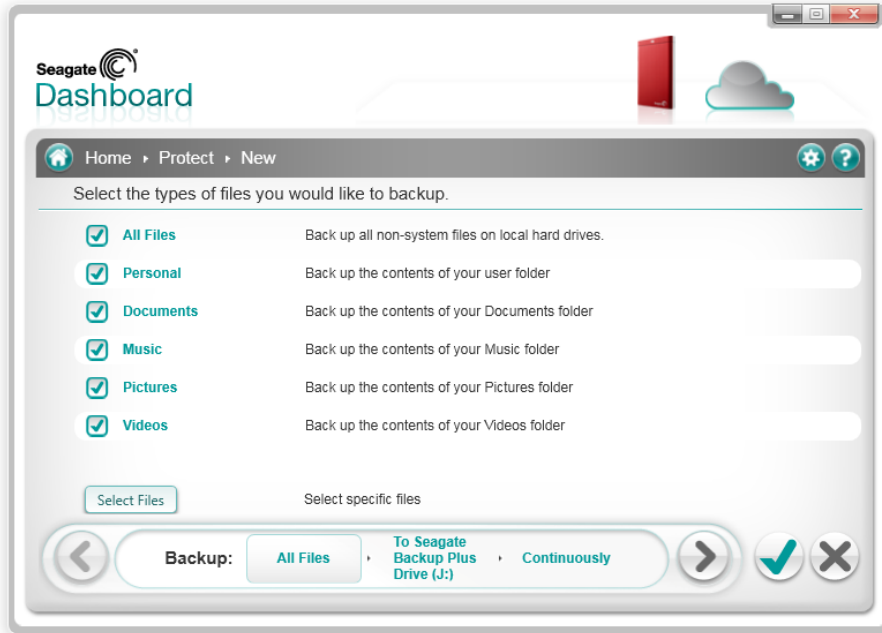 Seagate
Dashboard
Home ▸ Protect ▸ New
Select the types of files you would like to backup.
All Files Back up all non-system files on local hard drives.
Personal Back up the contents of your user folder
Documents Back up the contents of your Documents folder
Music Back up the contents of your Music folder
Pictures Back up the contents of your Pictures folder
Videos Back up the contents of your Videos folder
Select Files Select specific files
Backup: All Files ▸ To Seagate
Backup Plus
Drive (J:) ▸ Continuously